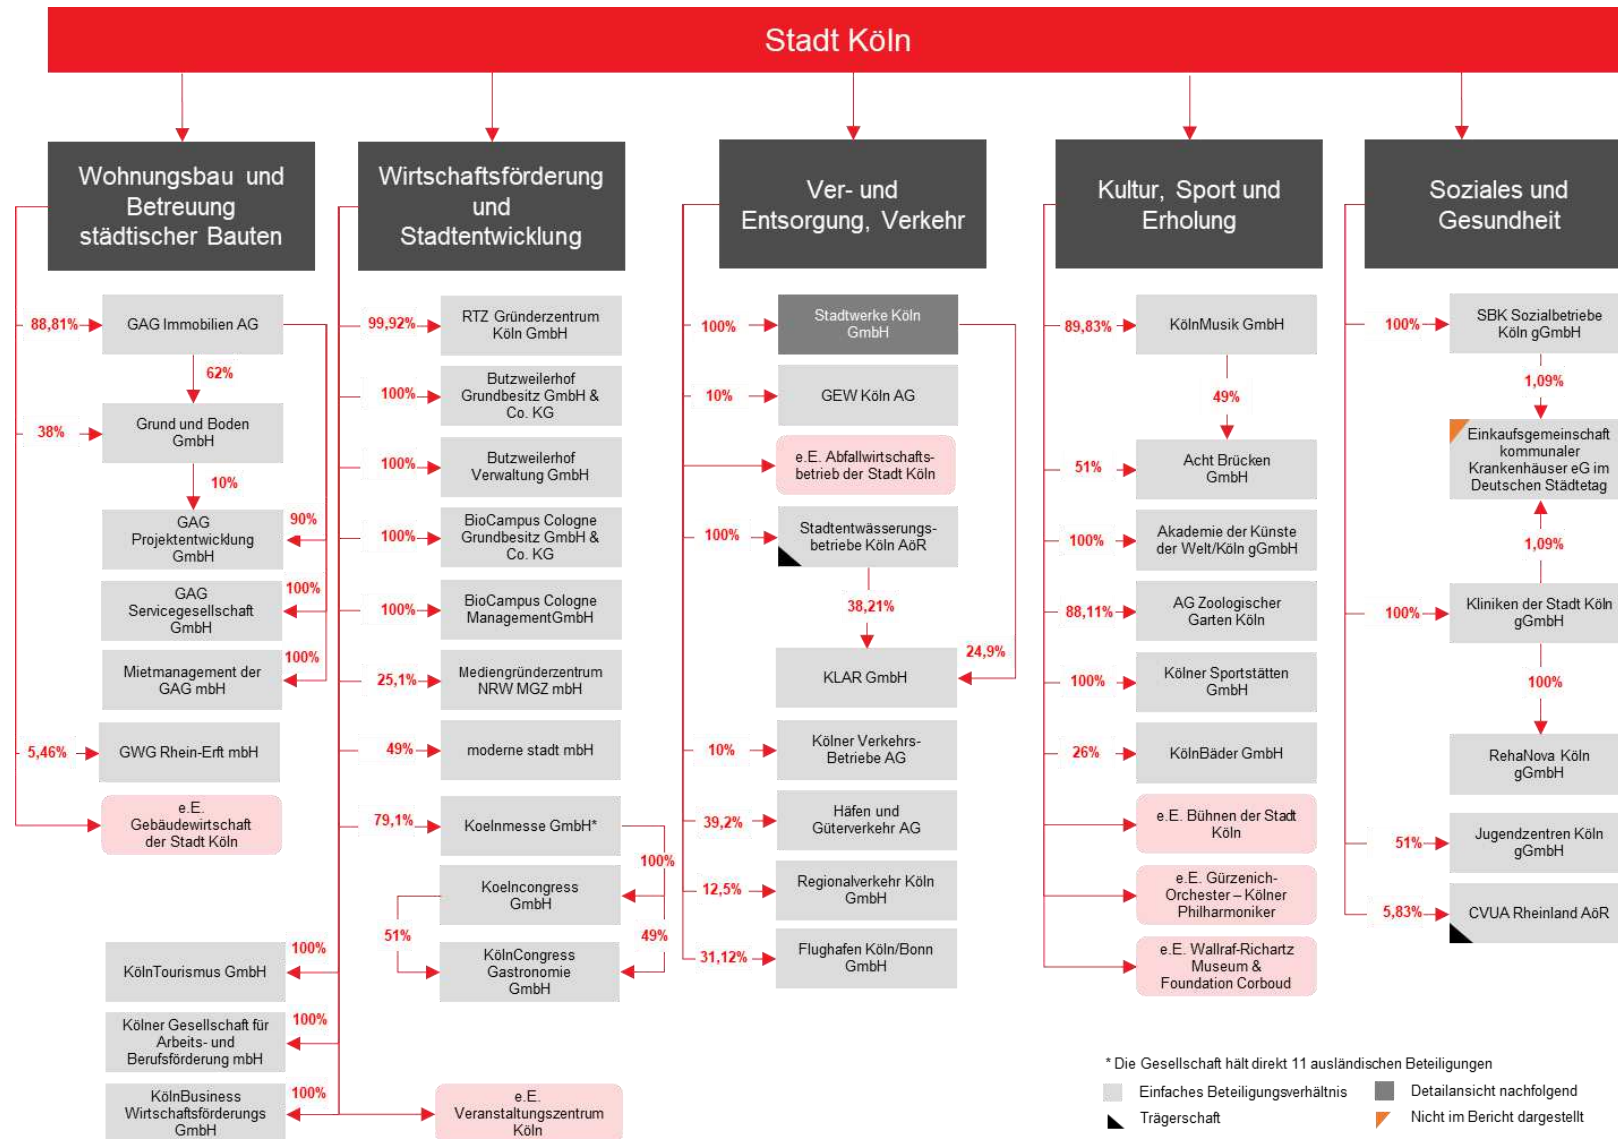 Stadt Köln
Wohnungsbau und
Betreuung
städtischer Bauten
88,81%
GAG Immobilien AG
62%
38%
Grund und Boden
GmbH
10%
GAG
Projektentwicklung
GmbH
90%
GAG
Servicegesellschaft
GmbH
100%
Mietmanagement der
GAG mbH
100%
5,46%
GWG Rhein-Erft mbH
e.E.
Gebäudewirtschaft
der Stadt Köln
Wirtschaftsförderung
und
Stadtentwicklung
99,92%
RTZ Gründerzentrum
Köln GmbH
100%
Butzweilerhof
Grundbesitz GmbH &
Co. KG
100%
Butzweilerhof
Verwaltung GmbH
100%
BioCampus Cologne
Grundbesitz GmbH &
Co. KG
100%
BioCampus Cologne
ManagementGmbH
25,1%
Mediengründerzentrum
NRW MGZ mbH
49%
moderne stadt mbH
79,1%
Koelnmesse GmbH*
100%
Koelncongress
GmbH
51%
49%
KölnCongress
Gastronomie
GmbH
KölnTourismus GmbH
100%
Kölner Gesellschaft für
Arbeits- und
Berufsförderung mbH
100%
KölnBusiness
Wirtschaftsförderungs
GmbH
100%
e.E.
Veranstaltungszentrum
Köln
Ver- und
Entsorgung, Verkehr
100%
Stadtwerke Köln
GmbH
10%
GEW Köln AG
e.E. Abfallwirtschafts-
betrieb der Stadt Köln
100%
Stadtentwässerungs-
betriebe Köln AöR
38,21%
24,9%
KLAR GmbH
10%
Kölner Verkehrs-
Betriebe AG
39,2%
Häfen und
Güterverkehr AG
12,5%
Regionalverkehr Köln
GmbH
31,12%
Flughafen Köln/Bonn
GmbH
Kultur, Sport und
Erholung
89,83%
KölnMusik GmbH
49%
51%
Acht Brücken
GmbH
100%
Akademie der Künste
der Welt/Köln gGmbH
88,11%
AG Zoologischer
Garten Köln
100%
Kölner Sportstätten
GmbH
26%
KölnBäder GmbH
e.E. Bühnen der Stadt
Köln
e.E. Gürzenich-
Orchester – Kölner
Philharmoniker
e.E. Wallraf-Richartz
Museum &
Foundation Corboud
Soziales und
Gesundheit
100%
SBK Sozialbetriebe
Köln gGmbH
1,09%
Einkaufsgemeinschaft
kommunaler
Krankenhäuser eG im
Deutschen Städtetag
1,09%
100%
Kliniken der Stadt Köln
gGmbH
100%
RehaNova Köln
gGmbH
51%
Jugendzentren Köln
gGmbH
5,83%
CVUA Rheinland AöR
* Die Gesellschaft hält direkt 11 ausländischen Beteiligungen
Einfaches Beteiligungsverhältnis
Detailansicht nachfolgend
Trägerschaft
Nicht im Bericht dargestellt